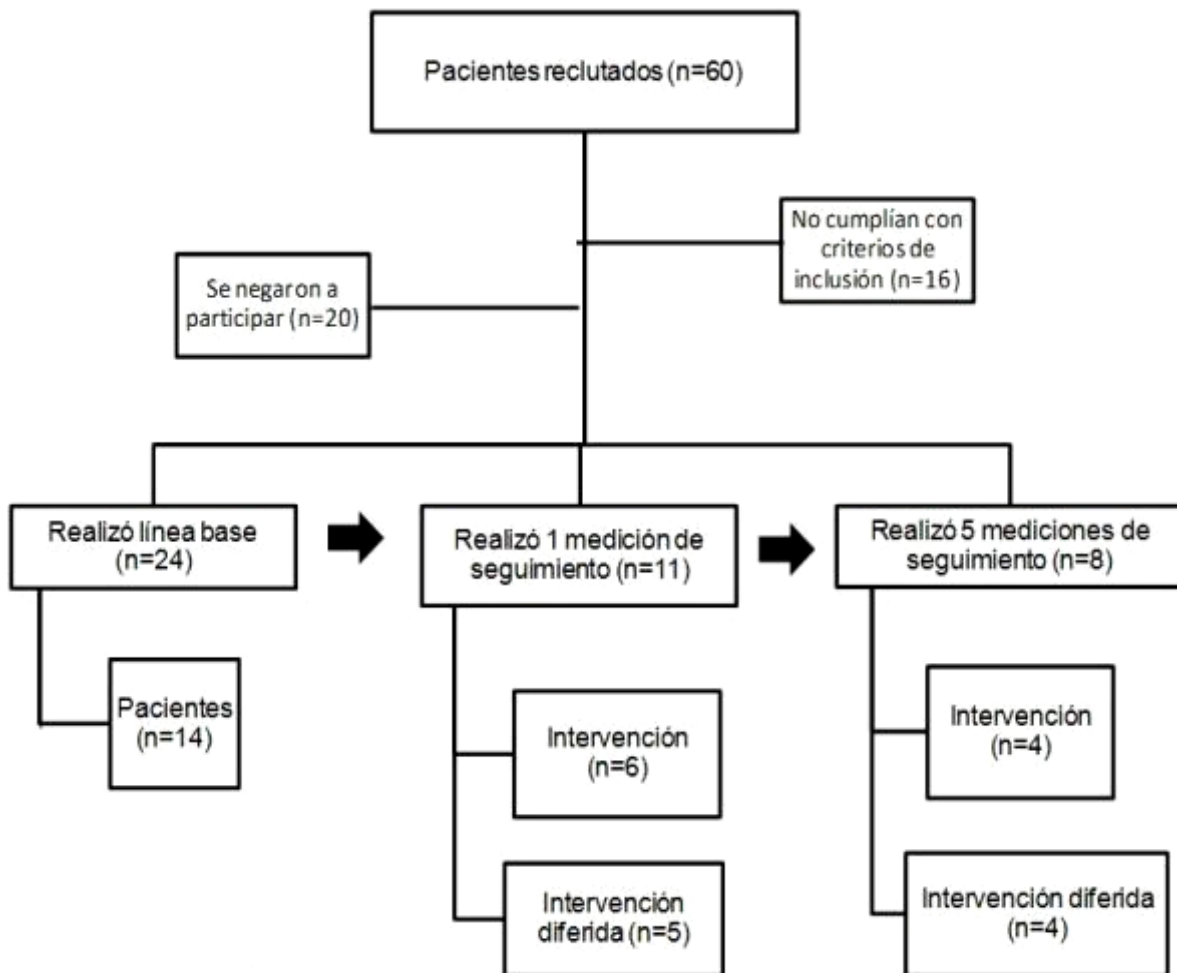 Pacientes reclutados (n=60)
No cumplían con
criterios de
inclusión (n=16)
Se negaron a
participar (n=20)
Realizó línea base
(n=24)
Realizó 1 medición de
seguimiento (n=11)
Realizó 5 mediciones de
seguimiento (n=8)
Pacientes
(n=14)
Intervención
(n=6)
Intervención
(n=4)
Intervención
diferida (n=5)
Intervención diferida
(n=4)